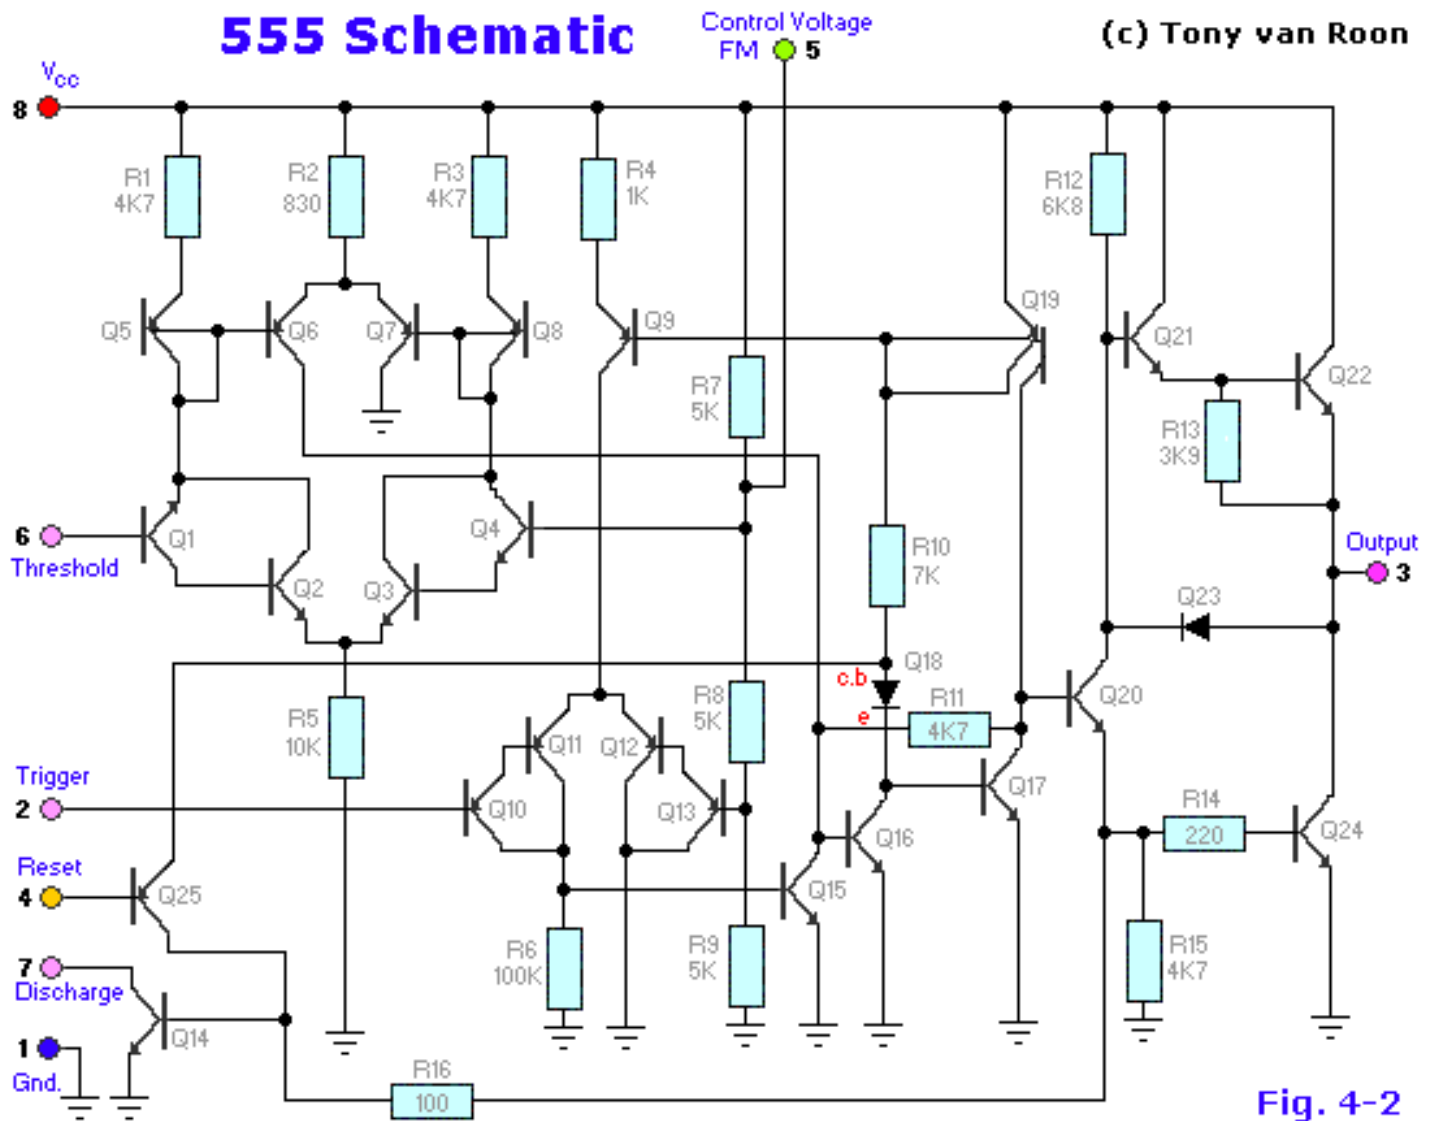 555 Schematic
Control Voltage
FM 5
(c) Tony van Roon
Vcc
8
R1
4K7
R2
830
R3
4K7
R4
1K
R12
6K8
Q5
Q6
Q7
Q8
Q9
Q19
Q21
Q22
R7
5K
R13
3K9
6
Threshold
Q1
Q2
Q3
Q4
R10
7K
Output
3
Q23
Q18
c.b
e
R5
10K
Q11
Q12
R8
5K
R11
4K7
Q20
Trigger
2
Q10
Q13
Q17
R14
220
Q24
Q16
Reset
4
Q25
Q15
7
Discharge
R6
100K
R9
5K
R15
4K7
Q14
1
Gnd.
R16
100
Fig. 4-2